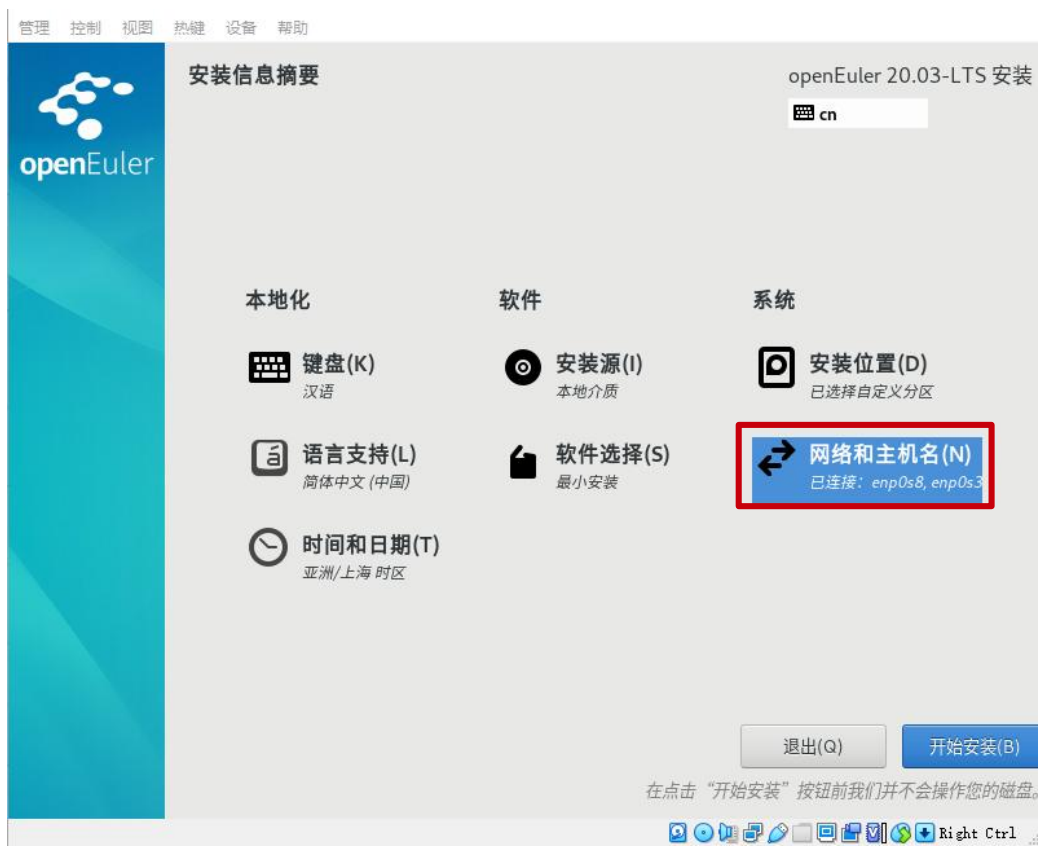 管理 控制 视图 热键 设备 帮助
安装信息摘要
openEuler 20.03-LTS 安装
cn
openEuler
本地化
软件
系统
键盘(K)
汉语
安装源(I)
本地介质
安装位置(D)
已选择自定义分区
语言支持(L)
简体中文 (中国)
软件选择(S)
最小安装
网络和主机名(N)
已连接：enp0s8, enp0s3
时间和日期(T)
亚洲/上海 时区
退出(Q)
开始安装(B)
在点击“开始安装”按钮前我们并不会操作您的磁盘。
Right Ctrl